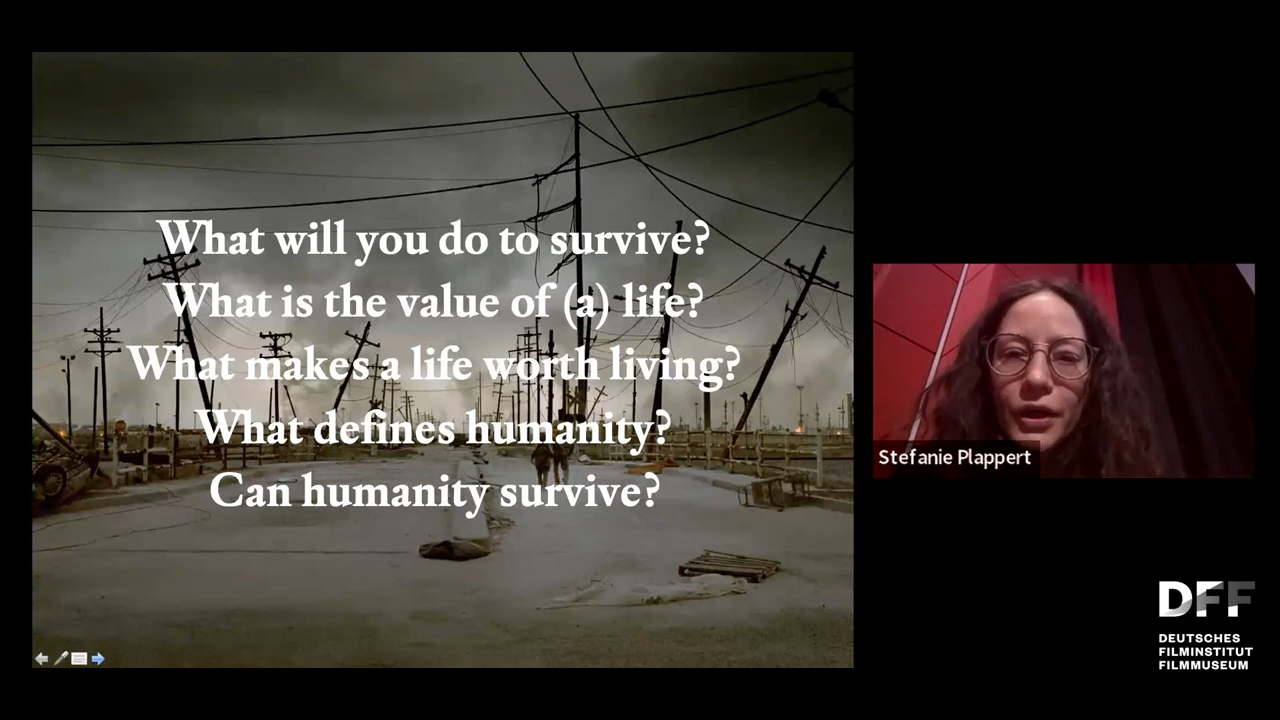 What will you do to survive?
What is the value of (a) life?
What makes a life worth living?
What defines humanity?
Can humanity survive?
Stefanie Plappert
DFF
DEUTSCHES
FILMINSTITUT
FILMMUSEUM